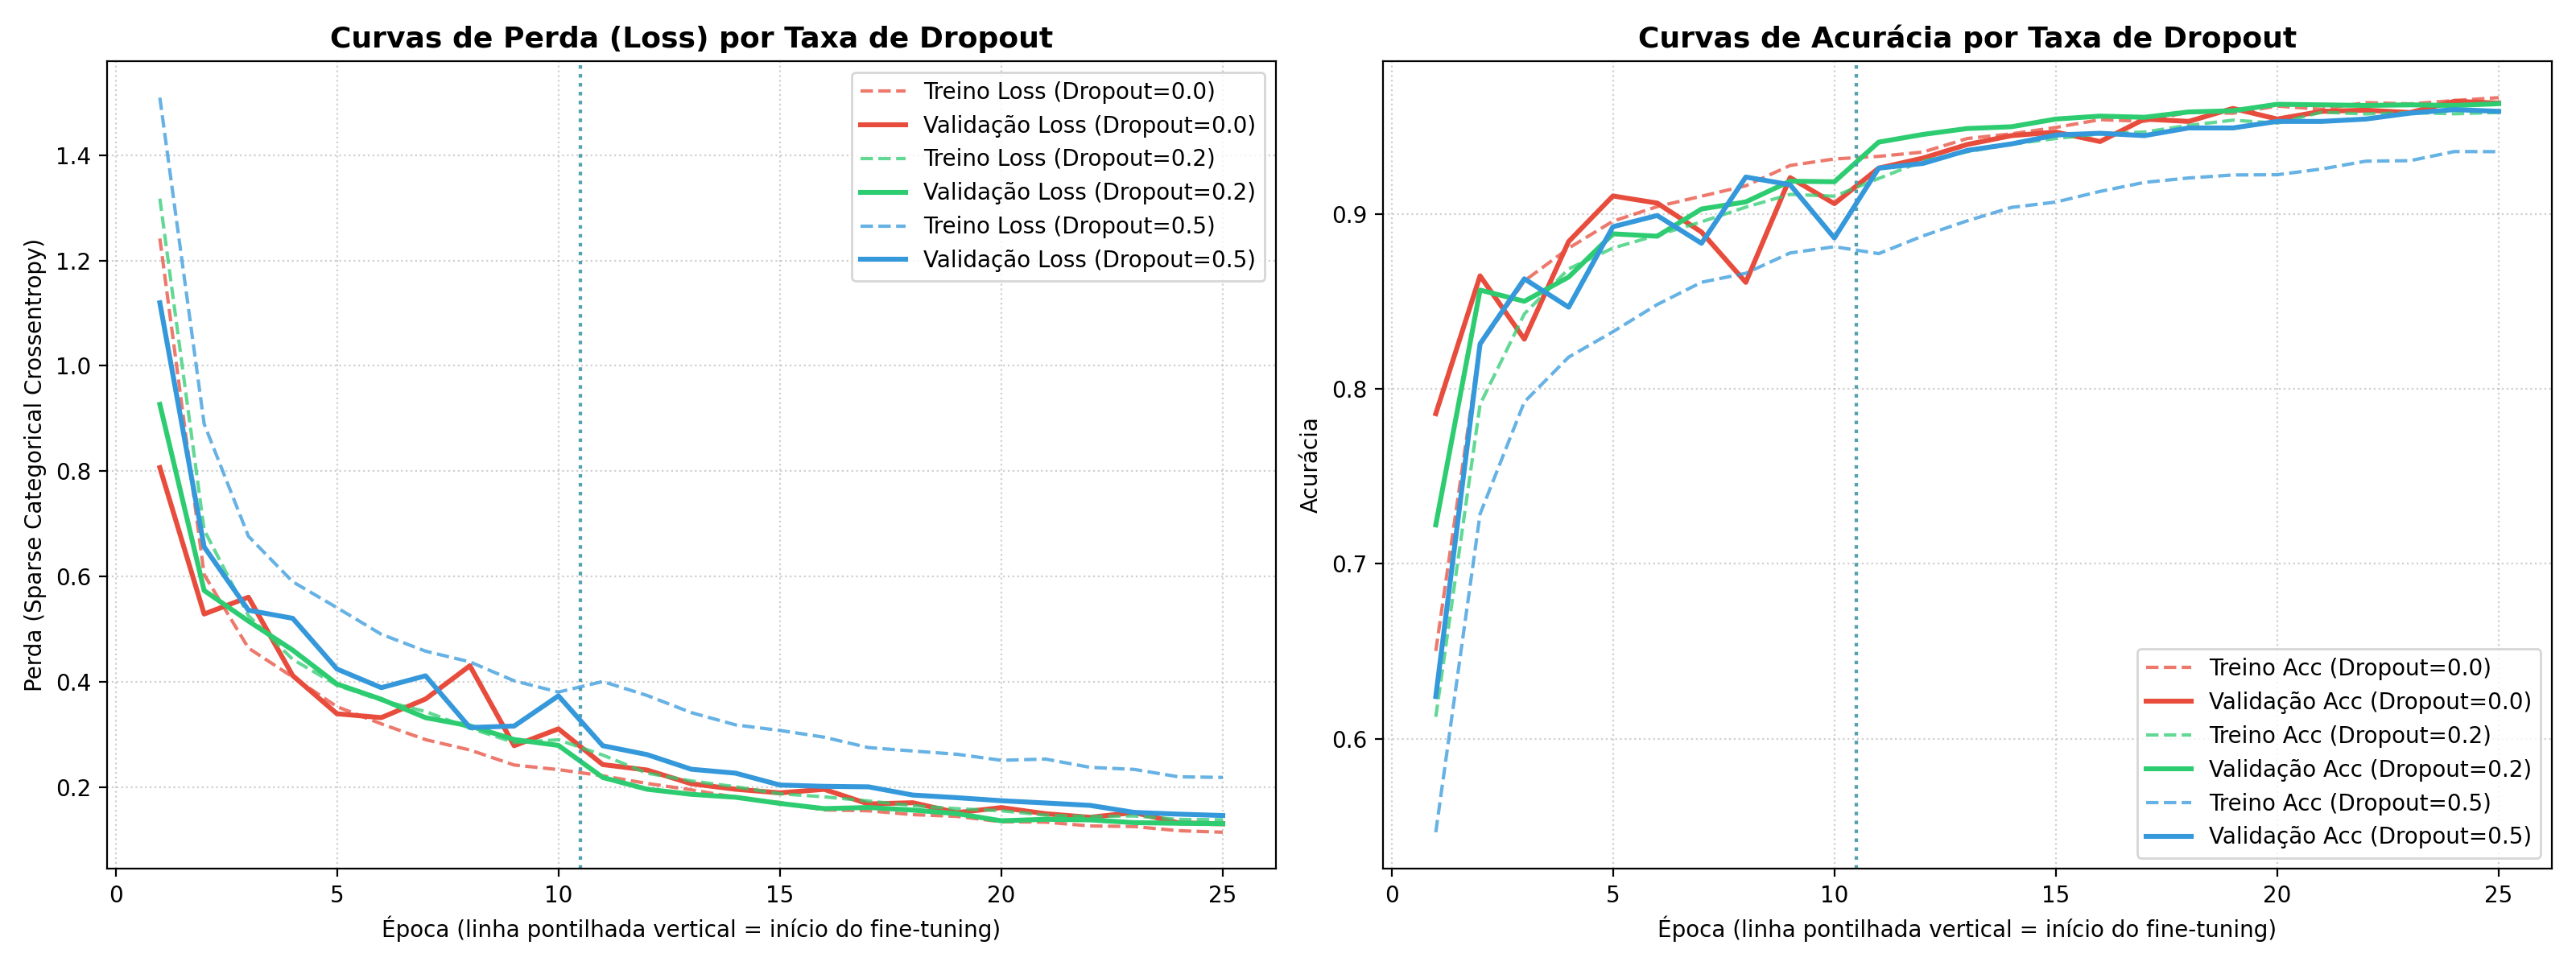 Curvas de Perda (Loss) por Taxa de Dropout
Perda (Sparse Categorical Crossentropy)
1.4
1.2
1.0
0.8
0.6
0.4
0.2
Treino Loss (Dropout=0.0)
Validação Loss (Dropout=0.0)
Treino Loss (Dropout=0.2)
Validação Loss (Dropout=0.2)
Treino Loss (Dropout=0.5)
Validação Loss (Dropout=0.5)
0 5 10 15 20 25
Época (linha pontilhada vertical = início do fine-tuning)
Curvas de Acurácia por Taxa de Dropout
Acurácia
0.9
0.8
0.7
0.6
Treino Acc (Dropout=0.0)
Validação Acc (Dropout=0.0)
Treino Acc (Dropout=0.2)
Validação Acc (Dropout=0.2)
Treino Acc (Dropout=0.5)
Validação Acc (Dropout=0.5)
0 5 10 15 20 25
Época (linha pontilhada vertical = início do fine-tuning)